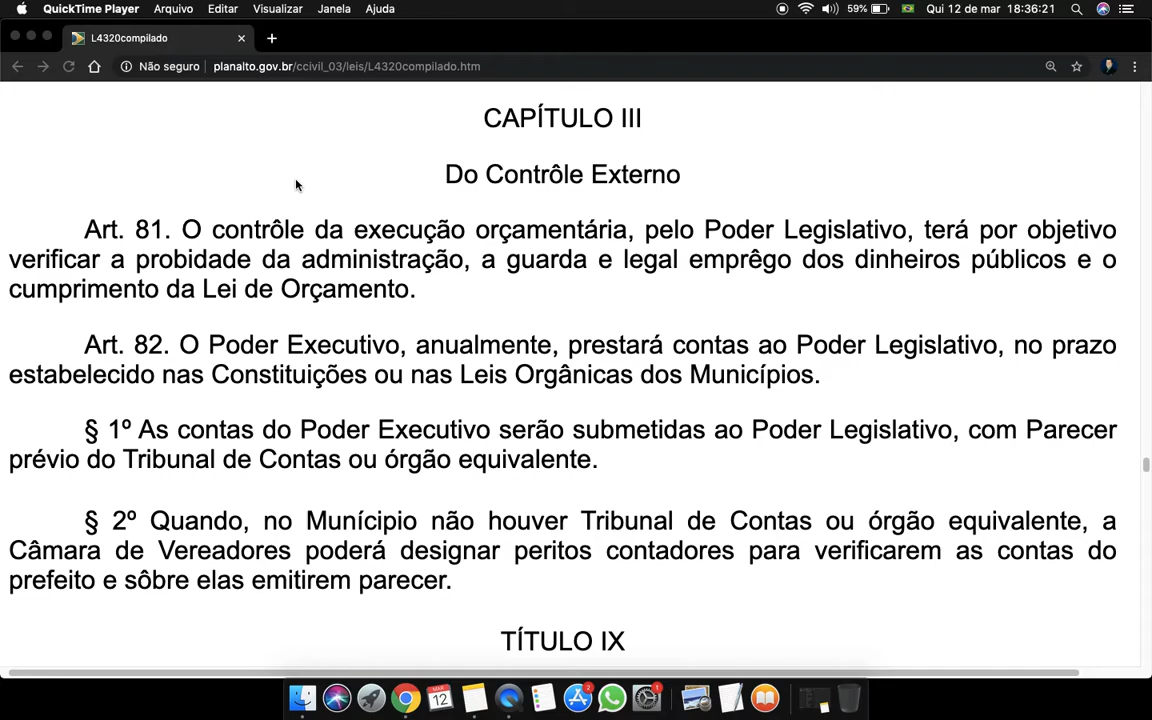 QuickTime Player Arquivo Editar Visualizar Janela Ajuda 59% Qui 12 de mar 18:36:21
L4320compilado
Não seguro planalto.gov.br/ccivil_03/leis/L4320compilado.htm
CAPÍTULO III
Do Contrôle Externo
Art. 81. O contrôle da execução orçamentária, pelo Poder Legislativo, terá por objetivo
verificar a probidade da administração, a guarda e legal emprêgo dos dinheiros públicos e o
cumprimento da Lei de Orçamento.
Art. 82. O Poder Executivo, anualmente, prestará contas ao Poder Legislativo, no prazo
estabelecido nas Constituições ou nas Leis Orgânicas dos Municípios.
§ 1º As contas do Poder Executivo serão submetidas ao Poder Legislativo, com Parecer
prévio do Tribunal de Contas ou órgão equivalente.
§ 2º Quando, no Munícipio não houver Tribunal de Contas ou órgão equivalente, a
Câmara de Vereadores poderá designar peritos contadores para verificarem as contas do
prefeito e sôbre elas emitirem parecer.
TÍTULO IX
MAR
12
2
1